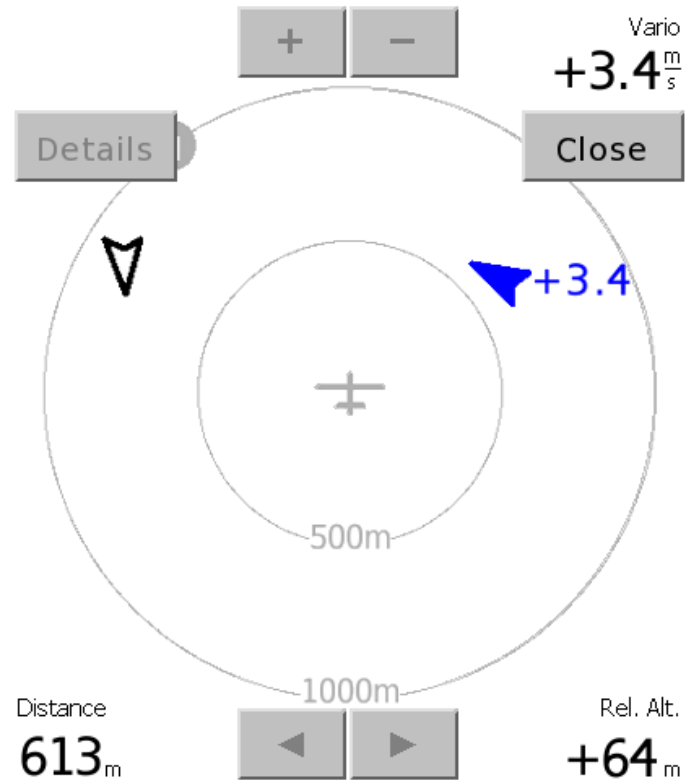 + −
Vario
+3.4 m/s
Details
Close
+3.4
500m
1000m
Distance
613m
Rel. Alt.
+64m